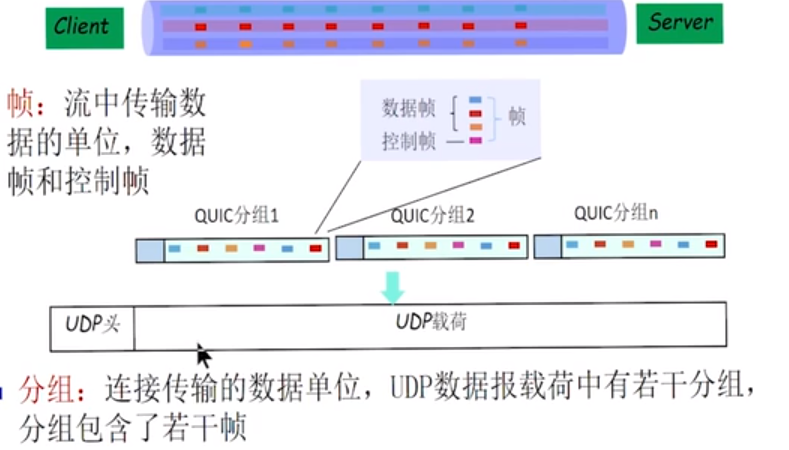 Client
Server
帧：流中传输数
据的单位，数据
帧和控制帧
数据帧
帧
控制帧
QUIC分组1
QUIC分组2
QUIC分组n
UDP头
UDP载荷
分组：连接传输的数据单位，UDP数据报载荷中有若干分组，
分组包含了若干帧